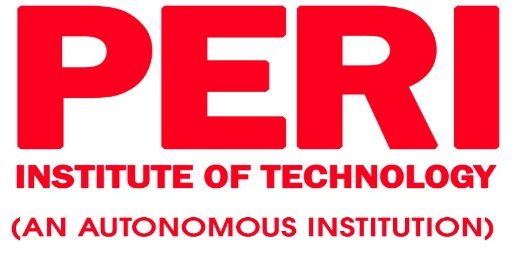 PERI
INSTITUTE OF TECHNOLOGY
(AN AUTONOMOUS INSTITUTION)